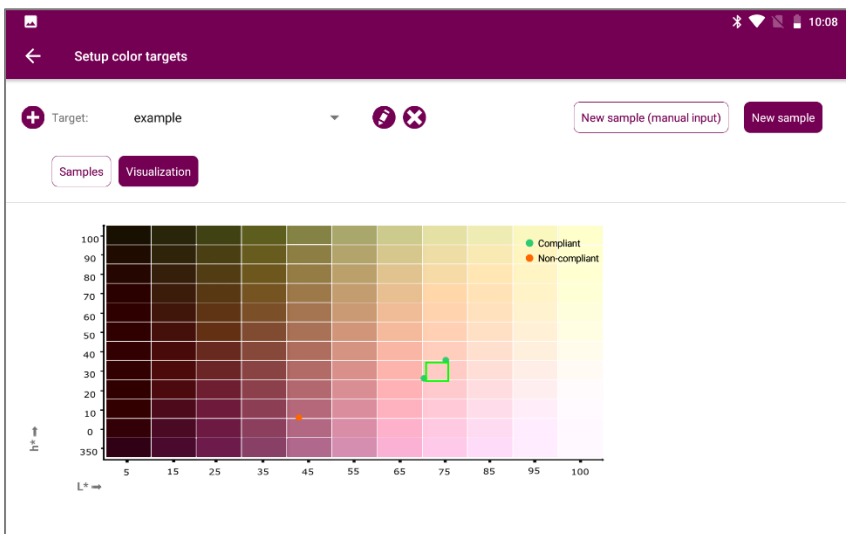 10:08
Setup color targets
Target: example
New sample (manual input) New sample
Samples Visualization
Compliant
Non-compliant
100
90
80
70
60
50
40
30
20
10
0
350
h* →
5 15 25 35 45 55 65 75 85 95 100
L* →